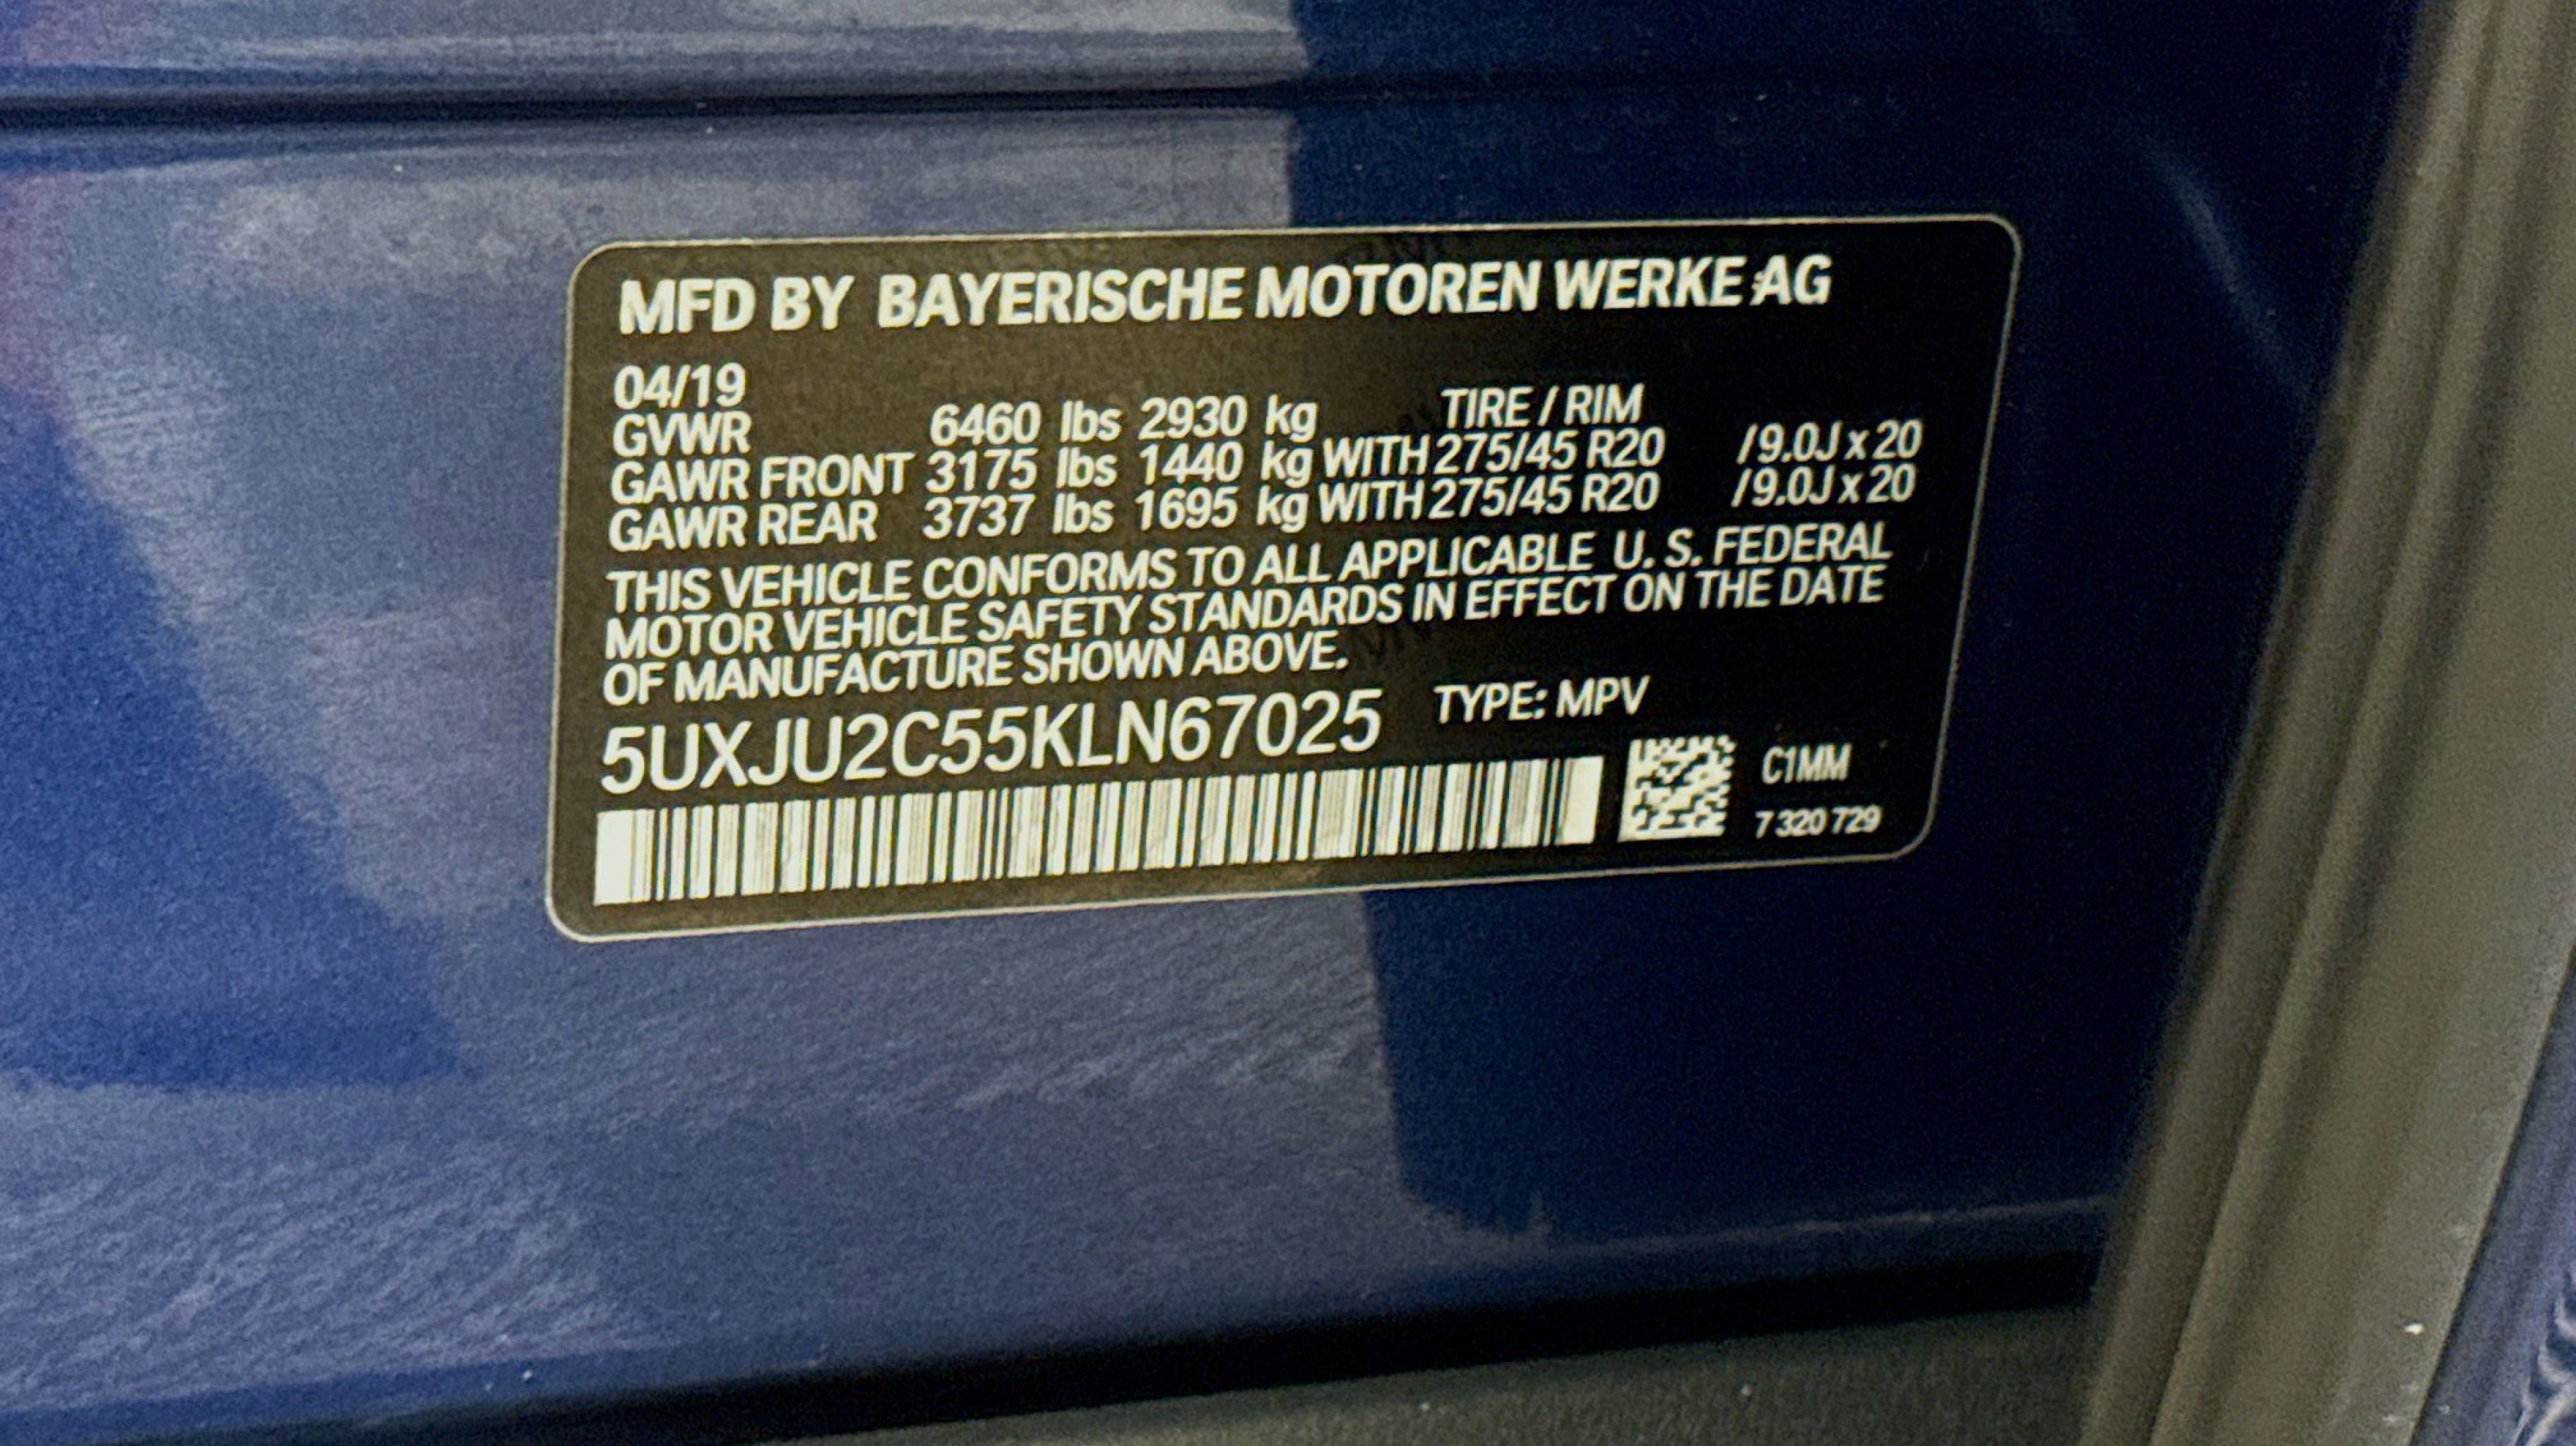 MFD BY BAYERISCHE MOTOREN WERKE AG
04/19
GVWR 6460 lbs 2930 kg TIRE / RIM
GAWR FRONT 3175 lbs 1440 kg WITH 275/45 R20 /9.0J x 20
GAWR REAR 3737 lbs 1695 kg WITH 275/45 R20 /9.0J x 20
THIS VEHICLE CONFORMS TO ALL APPLICABLE U. S. FEDERAL
MOTOR VEHICLE SAFETY STANDARDS IN EFFECT ON THE DATE
OF MANUFACTURE SHOWN ABOVE.
5UXJU2C55KLN67025 TYPE: MPV
C1MM
7 320 729